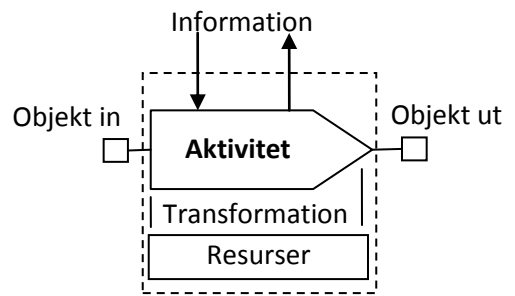 Information
Objekt in
Objekt ut
Aktivitet
Transformation
Resurser